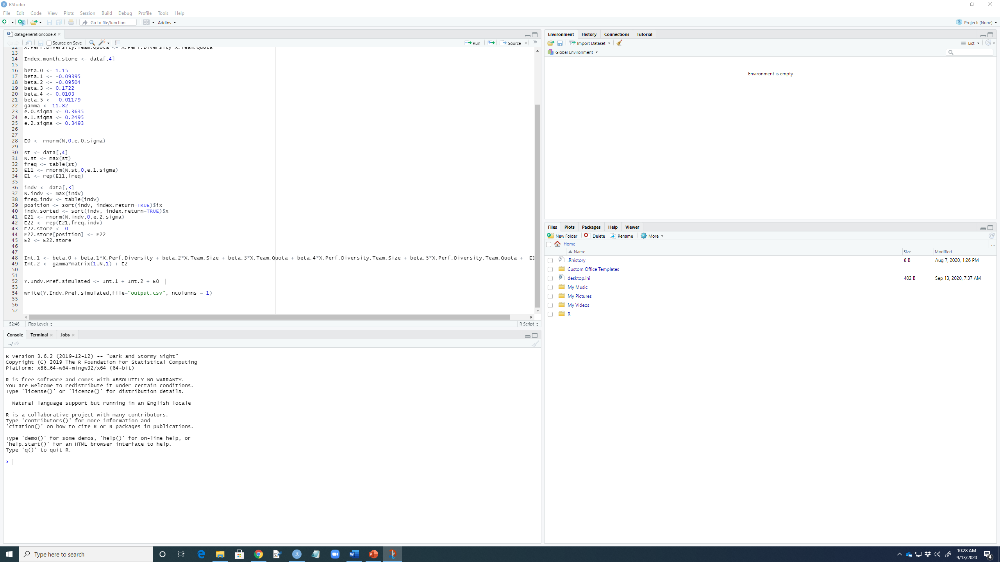 RStudio
File Edit Code View Plots Session Build Debug Profile Tools Help
Go to file/function Addins Project: (None)
datagenerationcode.R
Source on Save Run Source
12 X.Perf.Diversity.Team.Quota <- X.Perf.Diversity*X.Team.Quota
13
14 Index.month.store <- data[,4]
15
16 beta.0 <- 1.15
17 beta.1 <- -0.09395
18 beta.2 <- -0.09504
19 beta.3 <- 0.1722
20 beta.4 <- 0.0103
21 beta.5 <- -0.01179
22 gamma <- 11.82
23 e.0.sigma <- 0.3635
24 e.1.sigma <- 0.2495
25 e.2.sigma <- 0.3493
26
27
28 E0 <- rnorm(N,0,e.0.sigma)
29
30 st <- data[,4]
31 N.st <- max(st)
32 freq <- table(st)
33 E11 <- rnorm(N.st,0,e.1.sigma)
34 E1 <- rep(E11,freq)
35
36 indv <- data[,3]
37 N.indv <- max(indv)
38 freq.indv <- table(indv)
39 position <- sort(indv, index.return=TRUE)$ix
40 indv.sorted <- sort(indv, index.return=TRUE)$x
41 E21 <- rnorm(N.indv,0,e.2.sigma)
42 E22 <- rep(E21,freq.indv)
43 E22.store <- 0
44 E22.store[position] <- E22
45 E2 <- E22.store
46
47
48 Int.1 <- beta.0 + beta.1*X.Perf.Diversity + beta.2*X.Team.Size + beta.3*X.Team.Quota + beta.4*X.Perf.Diversity.Team.Size + beta.5*X.Perf.Diversity.Team.Quota + E1
49 Int.2 <- gamma*matrix(1,N,1) + E2
50
51
52 Y.Indv.Pref.simulated <- Int.1 + Int.2 + E0
53
54 write(Y.Indv.Pref.simulated,file="output.csv", ncolumns = 1)
55
56
57
52:46 (Top Level) R Script
Console Terminal Jobs
~/
R version 3.6.2 (2019-12-12) -- "Dark and Stormy Night"
Copyright (C) 2019 The R Foundation for Statistical Computing
Platform: x86_64-w64-mingw32/x64 (64-bit)
R is free software and comes with ABSOLUTELY NO WARRANTY.
You are welcome to redistribute it under certain conditions.
Type 'license()' or 'licence()' for distribution details.
Natural language support but running in an English locale
R is a collaborative project with many contributors.
Type 'contributors()' for more information and
'citation()' on how to cite R or R packages in publications.
Type 'demo()' for some demos, 'help()' for on-line help, or
'help.start()' for an HTML browser interface to help.
Type 'q()' to quit R.
>
Environment History Connections Tutorial
Import Dataset List
Global Environment
Environment is empty
Files Plots Packages Help Viewer
New Folder Delete Rename More
Home ...
Name Size Modified
.Rhistory 8 B Aug 7, 2020, 1:26 PM
Custom Office Templates
desktop.ini 402 B Sep 13, 2020, 7:37 AM
My Music
My Pictures
My Videos
R
Type here to search
10:28 AM
9/13/2020
4